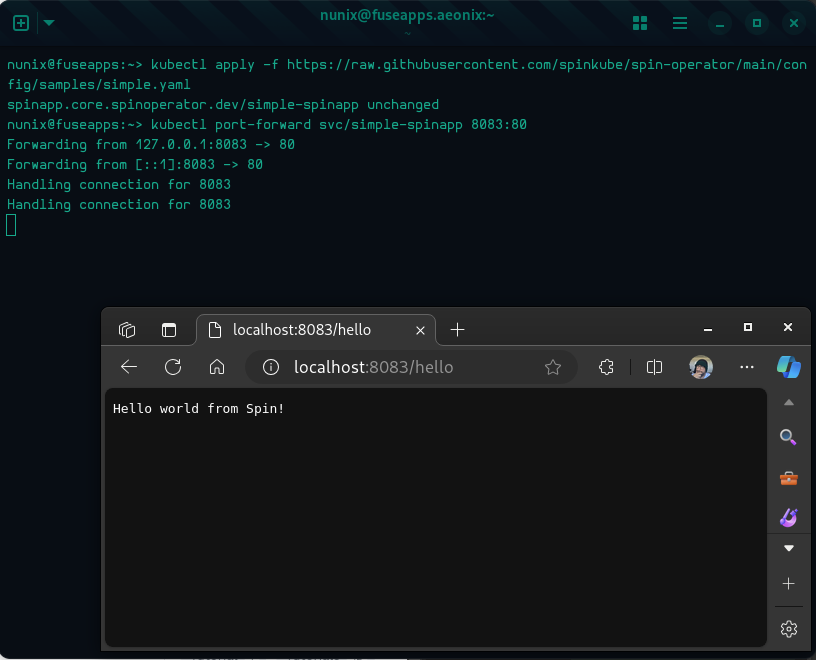 nunix@fuseapps.aeonix:~
~
nunix@fuseapps:~> kubectl apply -f https://raw.githubusercontent.com/spinkube/spin-operator/main/con
fig/samples/simple.yaml
spinapp.core.spinoperator.dev/simple-spinapp unchanged
nunix@fuseapps:~> kubectl port-forward svc/simple-spinapp 8083:80
Forwarding from 127.0.0.1:8083 -> 80
Forwarding from [::1]:8083 -> 80
Handling connection for 8083
Handling connection for 8083
localhost:8083/hello
localhost:8083/hello
Hello world from Spin!